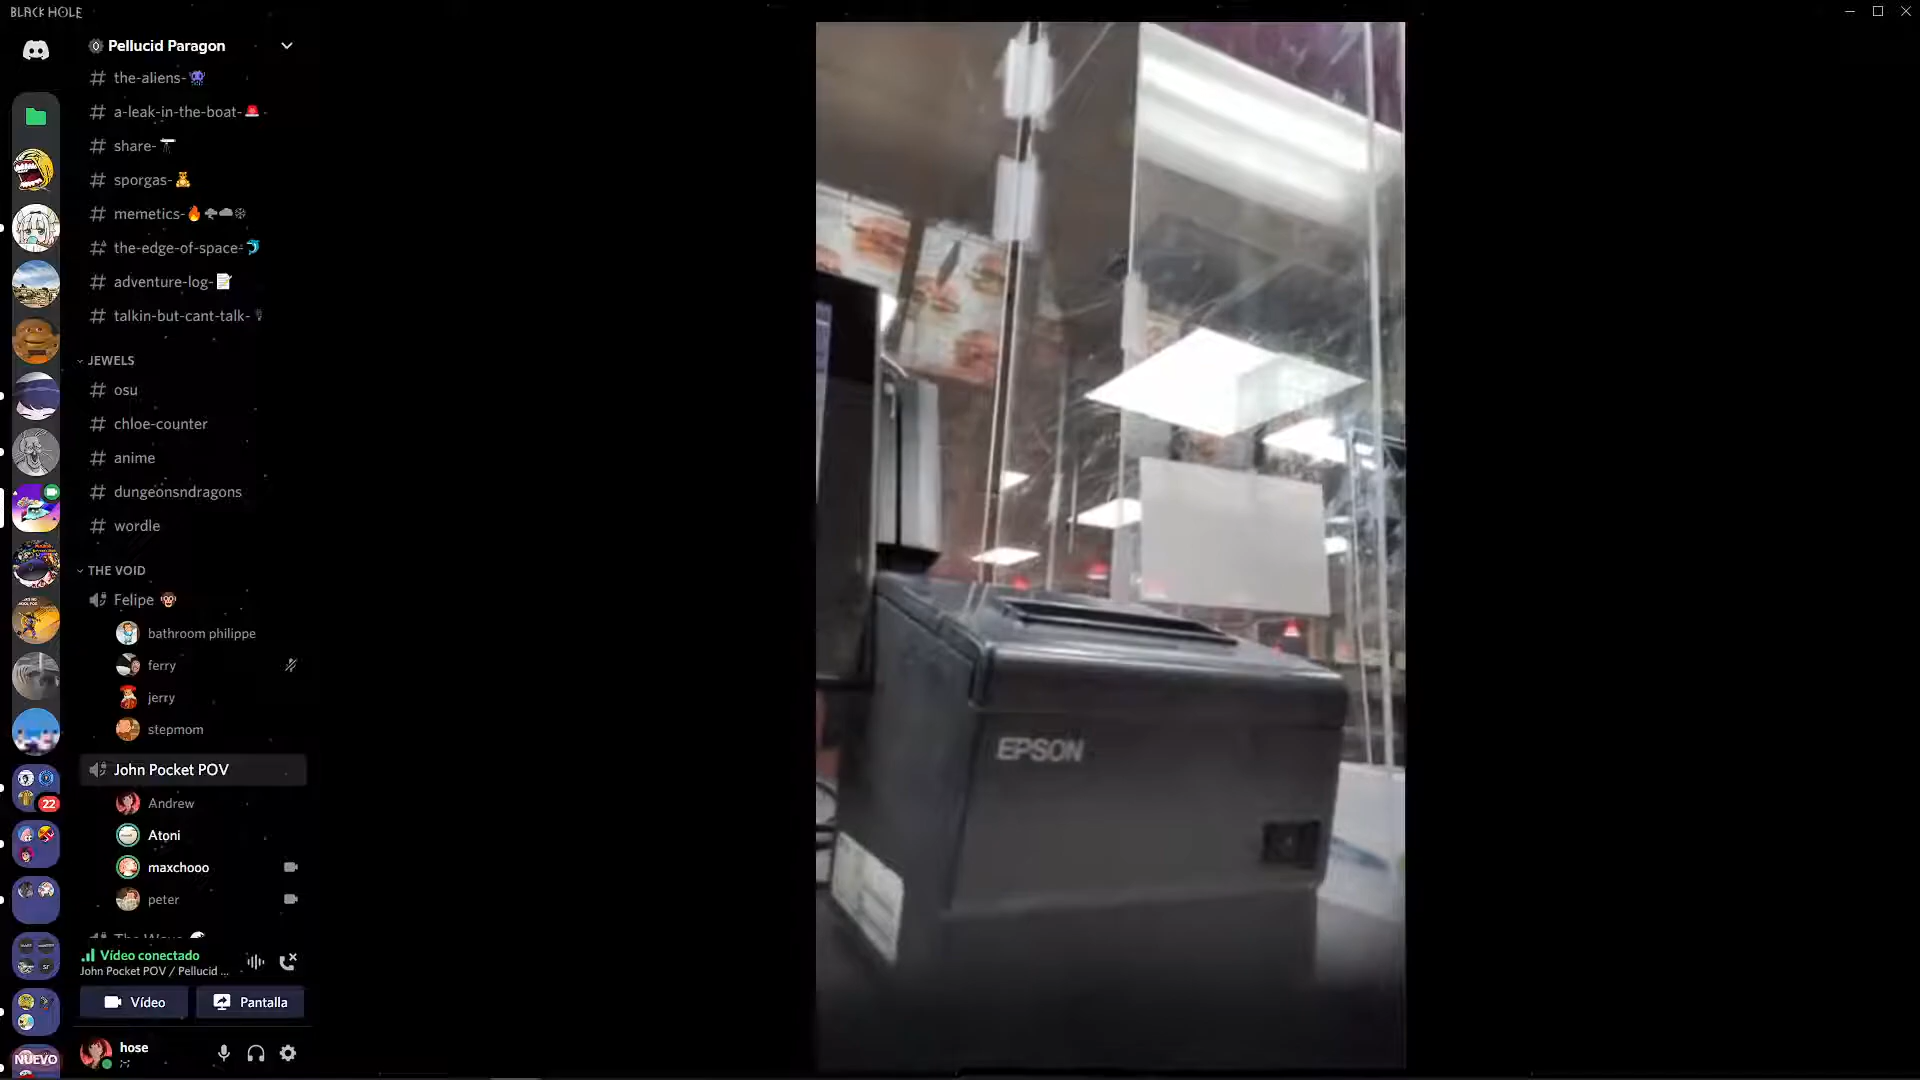 BLACK HOLE
Pellucid Paragon
the-aliens-👾
a-leak-in-the-boat-🚨
share-🔭
sporgas-🧸
memetics-🔥🌩☁❄
the-edge-of-space-🐬
adventure-log-📝
talkin-but-cant-talk-
JEWELS
osu
chloe-counter
anime
dungeonsndragons
wordle
THE VOID
Felipe 🐵
bathroom philippe
ferry
jerry
stepmom
John Pocket POV
Andrew
Atoni
maxchooo
peter
22
Vídeo conectado
John Pocket POV / Pellucid ...
Vídeo
Pantalla
hose
NUEVO
EPSON